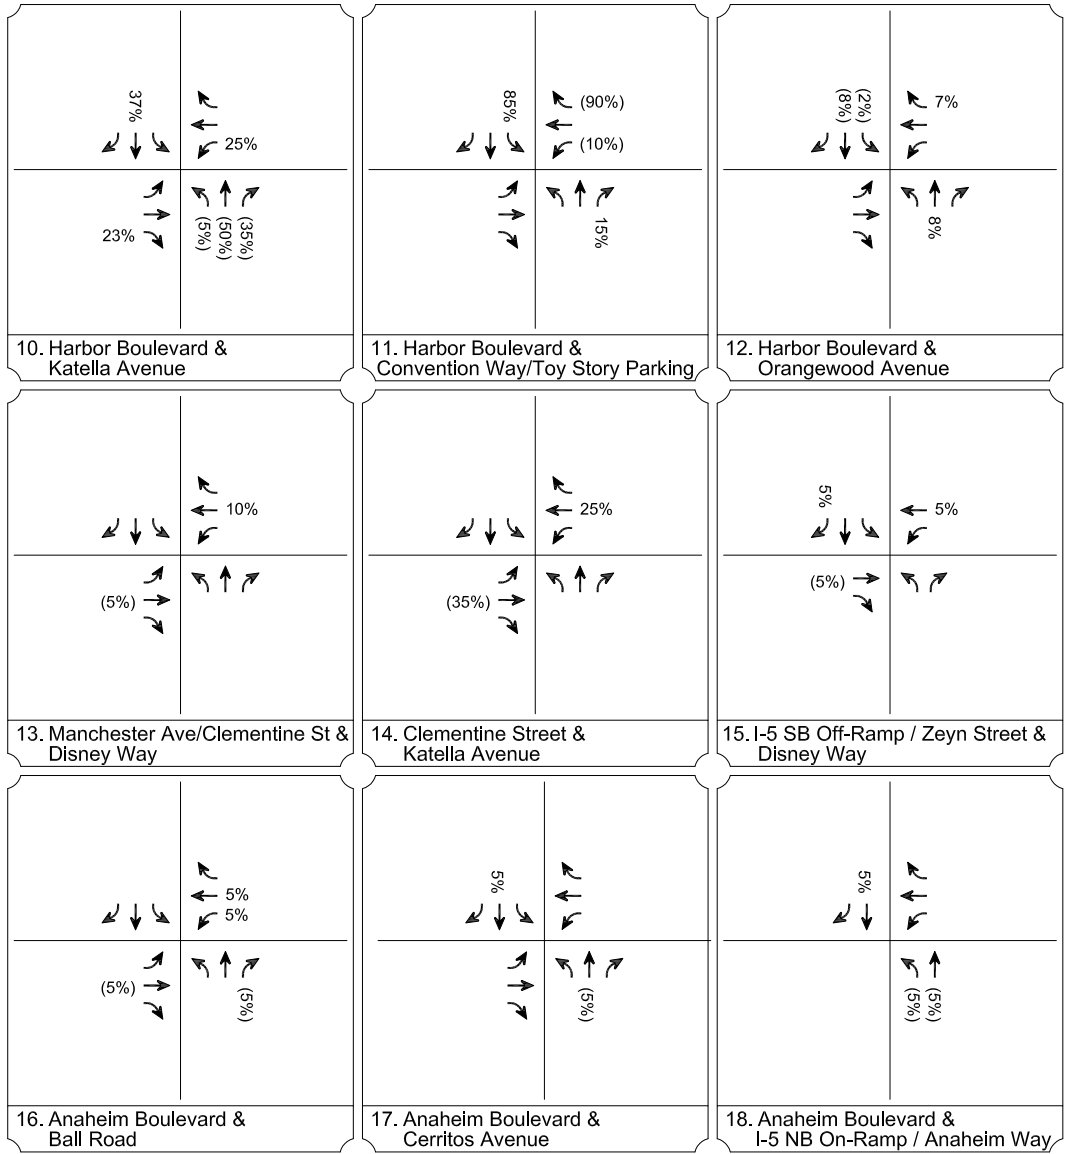 37%
25%
23%
(5%)
(50%)
(35%)
10. Harbor Boulevard &
Katella Avenue
85%
(90%)
(10%)
15%
11. Harbor Boulevard &
Convention Way/Toy Story Parking
(8%)
(2%)
7%
8%
12. Harbor Boulevard &
Orangewood Avenue
10%
(5%)
13. Manchester Ave/Clementine St &
Disney Way
25%
(35%)
14. Clementine Street &
Katella Avenue
5%
5%
(5%)
15. I-5 SB Off-Ramp / Zeyn Street &
Disney Way
5%
5%
(5%)
(5%)
16. Anaheim Boulevard &
Ball Road
5%
(5%)
17. Anaheim Boulevard &
Cerritos Avenue
5%
(5%)
(5%)
18. Anaheim Boulevard &
I-5 NB On-Ramp / Anaheim Way